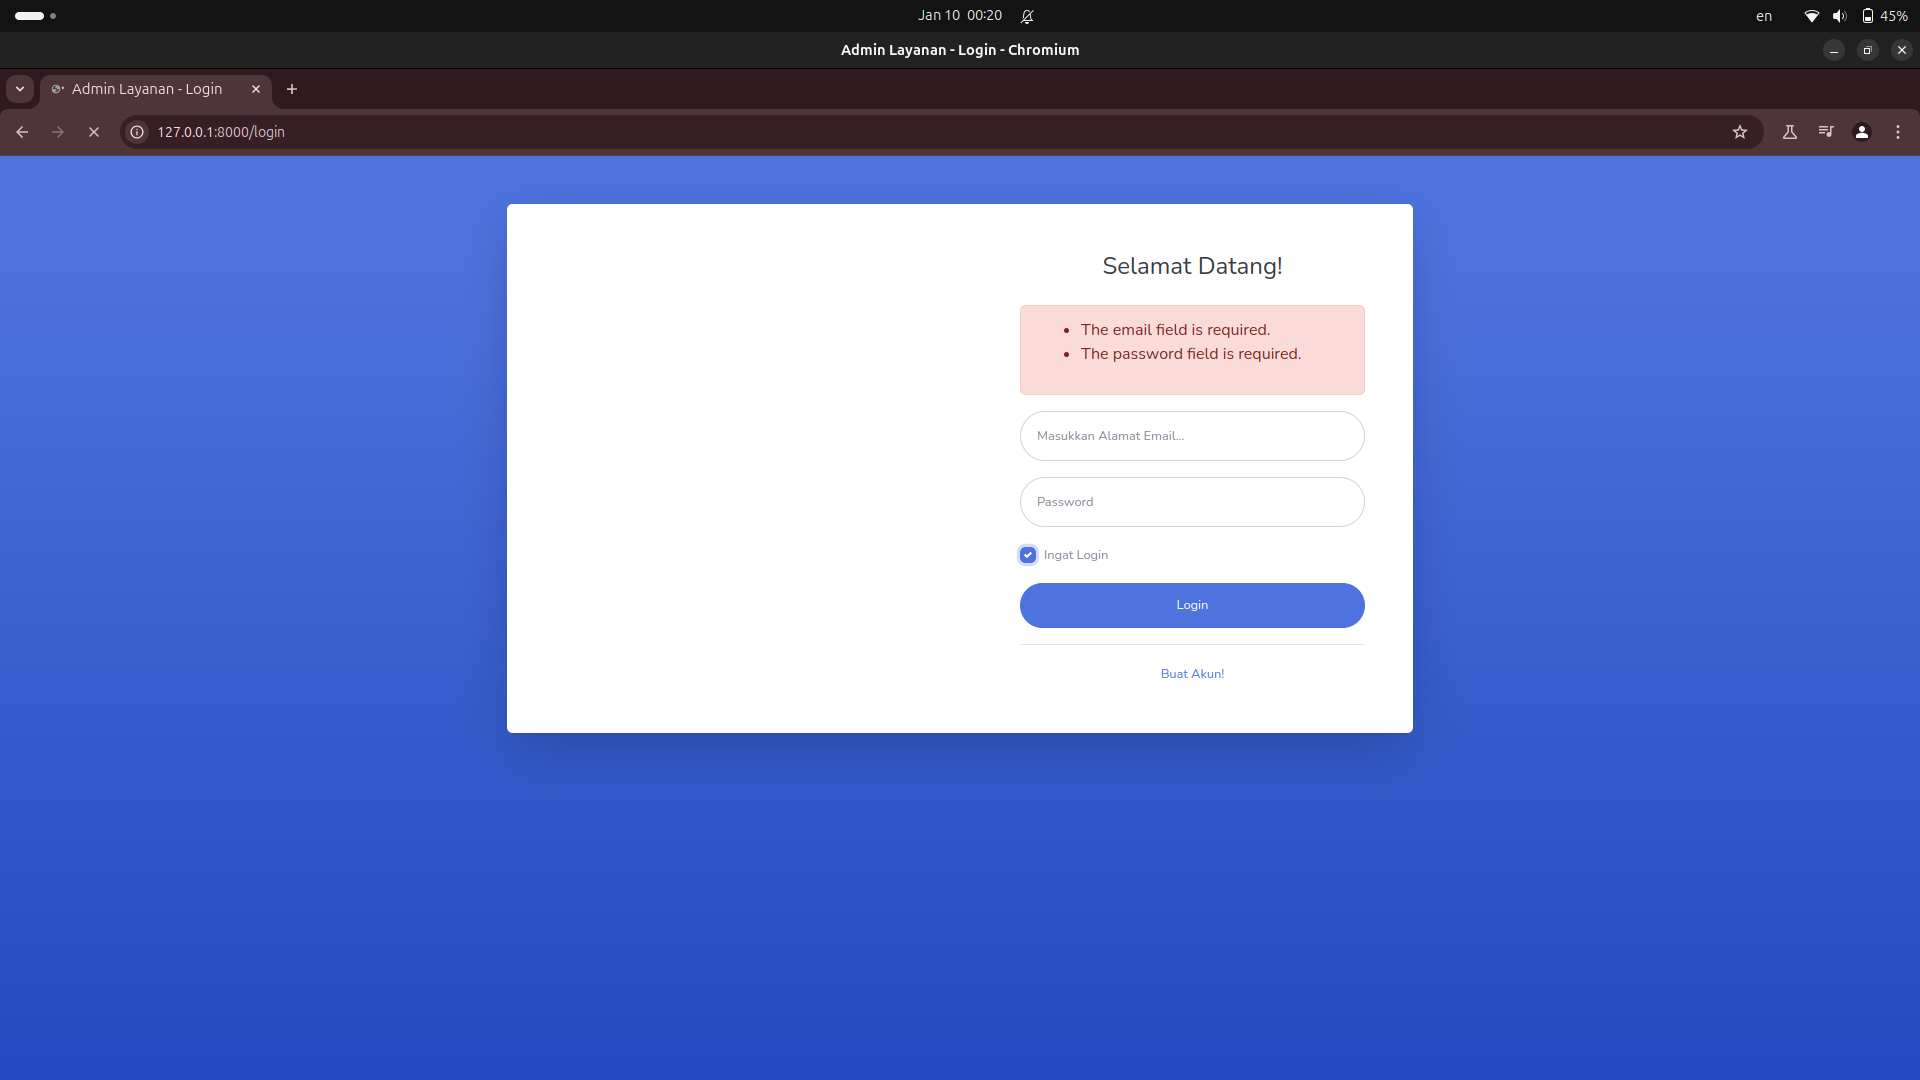 Jan 10 00:20
en
45%
Admin Layanan - Login - Chromium
Admin Layanan - Login
127.0.0.1:8000/login
Selamat Datang!
The email field is required.
The password field is required.
Masukkan Alamat Email...
Password
Ingat Login
Login
Buat Akun!